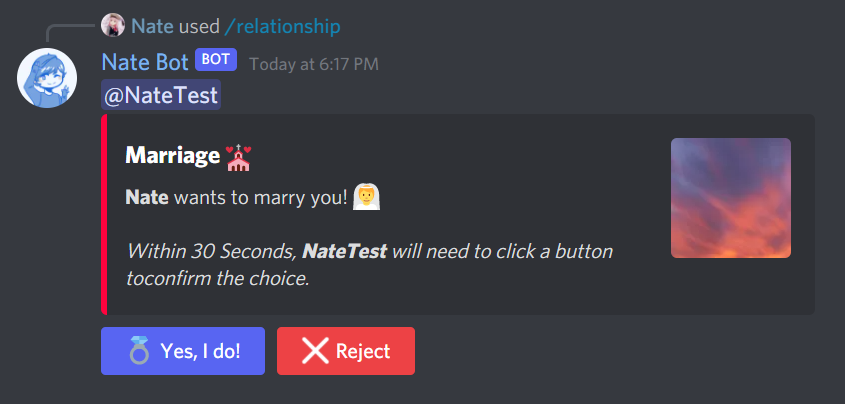 Nate used /relationship
Nate Bot BOT Today at 6:17 PM
@NateTest
Marriage
Nate wants to marry you!
Within 30 Seconds, NateTest will need to click a button
toconfirm the choice.
Yes, I do! Reject